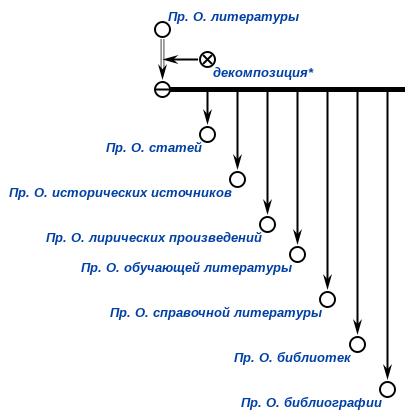 Пр. О. литературы
декомпозиция*
Пр. О. статей
Пр. О. исторических источников
Пр. О. лирических произведений
Пр. О. обучающей литературы
Пр. О. справочной литературы
Пр. О. библиотек
Пр. О. библиографии